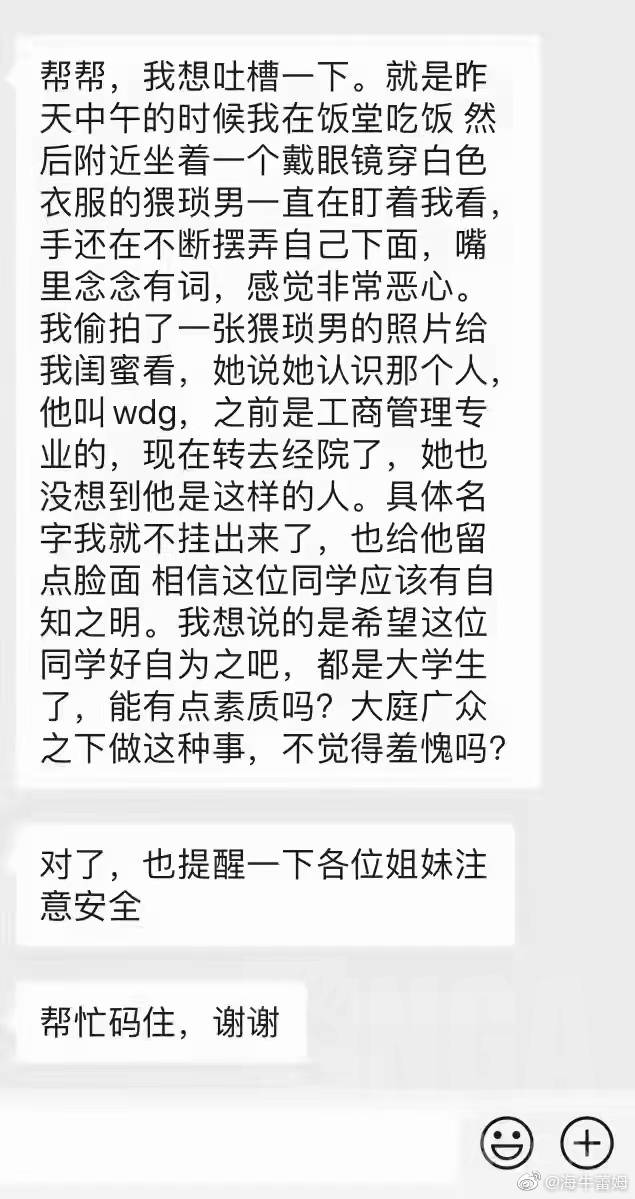 帮帮，我想吐槽一下。就是昨
天中午的时候我在饭堂吃饭 然
后附近坐着一个戴眼镜穿白色
衣服的猥琐男一直在盯着我看，
手还在不断摆弄自己下面，嘴
里念念有词，感觉非常恶心。
我偷拍了一张猥琐男的照片给
我闺蜜看，她说她认识那个人，
他叫wdg，之前是工商管理专
业的，现在转去经院了，她也
没想到他是这样的人。具体名
字我就不挂出来了，也给他留
点脸面 相信这位同学应该有自
知之明。我想说的是希望这位
同学好自为之吧，都是大学生
了，能有点素质吗？大庭广众
之下做这种事，不觉得羞愧吗？
对了，也提醒一下各位姐妹注
意安全
帮忙码住，谢谢
NGA
@海牛蕾姆